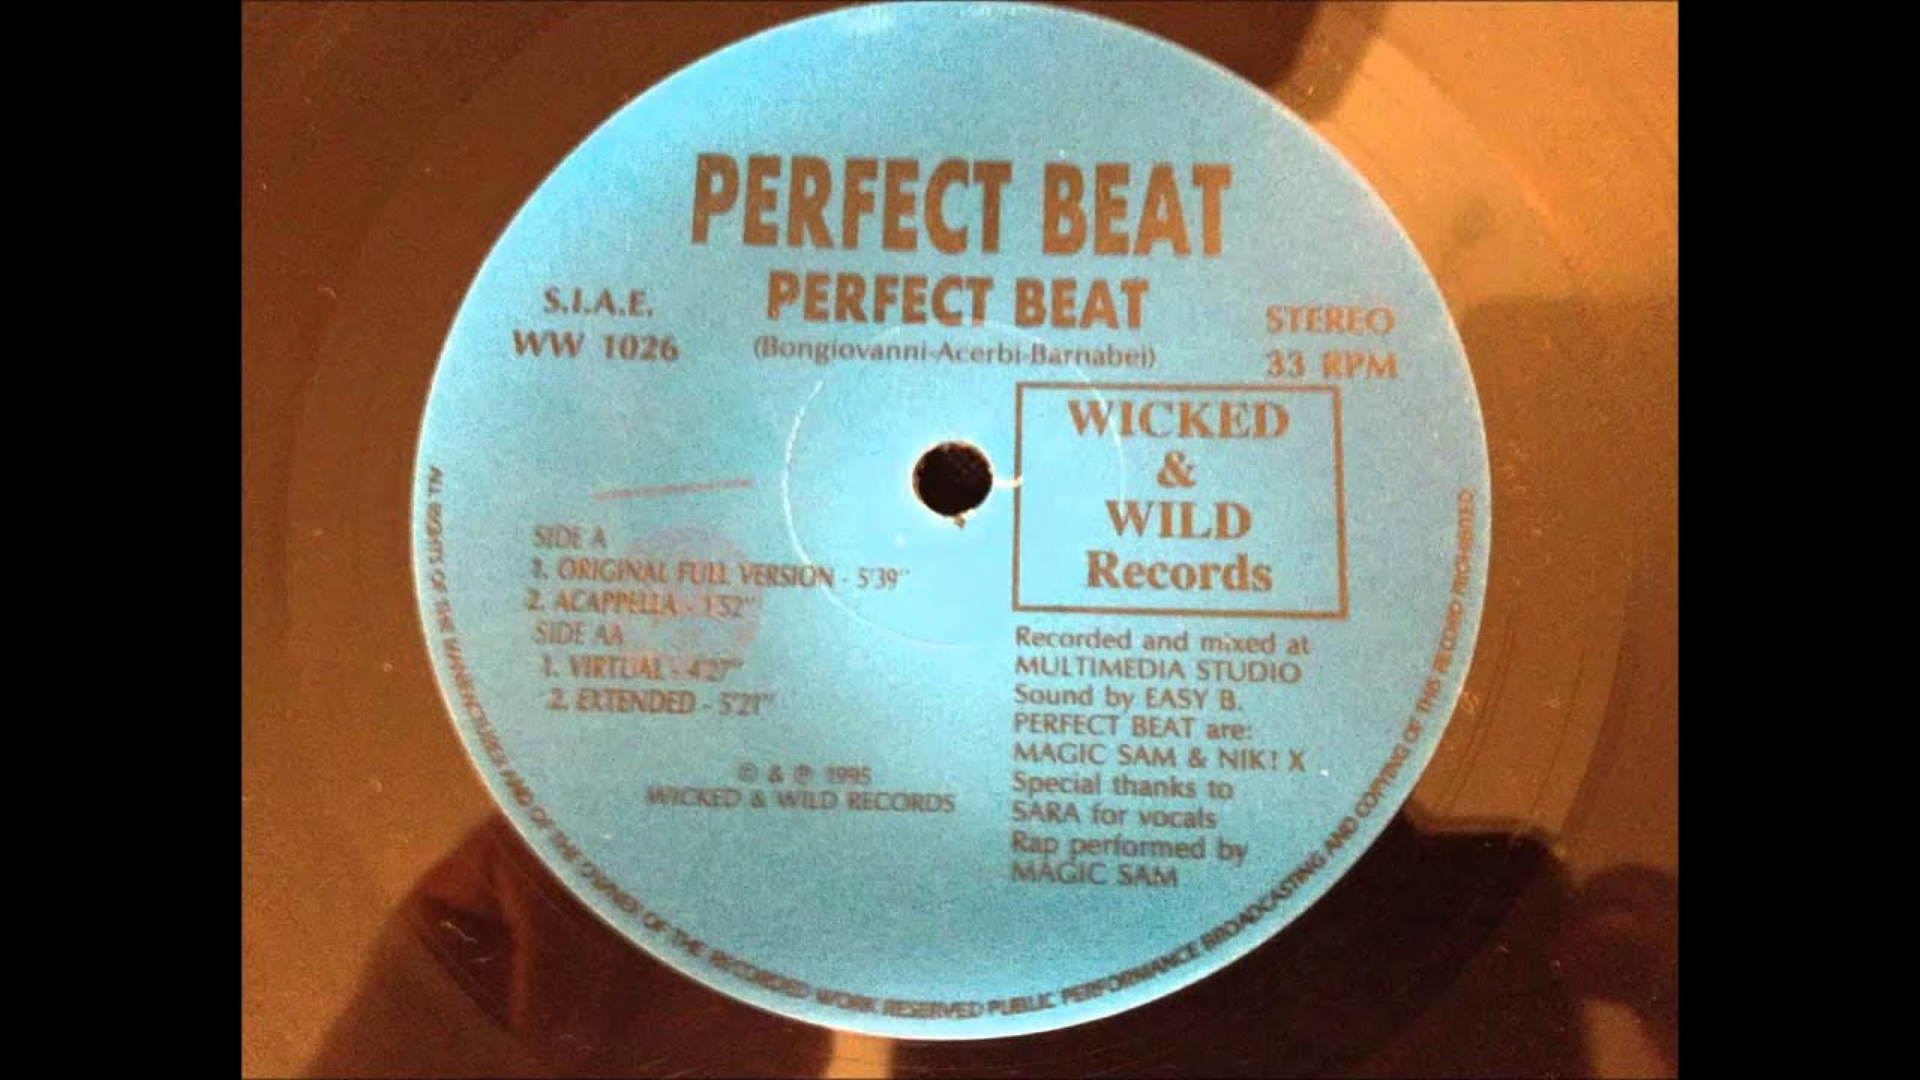 PERFECT BEAT
PERFECT BEAT
(Bongiovanni-Acerbi-Barnabei)
S.I.A.E.
WW 1026
STEREO
33 RPM
WICKED
&
WILD
Records
SIDE A
1. ORIGINAL FULL VERSION - 5'39"
2. ACAPPELLA - 1'52"
SIDE AA
1. VIRTUAL - 4'27"
2. EXTENDED - 5'21"
© & ℗ 1995
WICKED & WILD RECORDS
Recorded and mixed at
MULTIMEDIA STUDIO
Sound by EASY B.
PERFECT BEAT are:
MAGIC SAM & NIK! X
Special thanks to
SARA for vocals
Rap performed by
MAGIC SAM
ALL RIGHTS OF THE MANUFACTURER AND OF THE OWNER OF THE RECORDED WORK RESERVED PUBLIC PERFORMANCE BROADCASTING AND COPYING OF THIS RECORD PROHIBITED